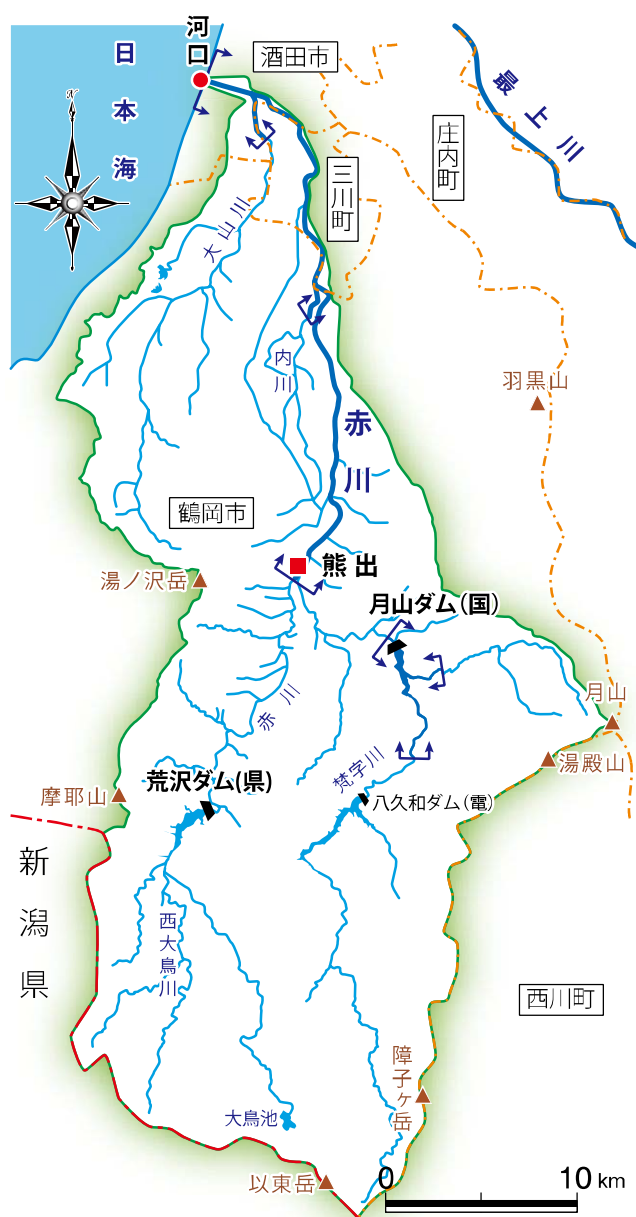 河口
日本海
酒田市
最上川
庄内町
三川町
N
大山川
内川
羽黒山
赤川
鶴岡市
熊出
湯ノ沢岳
月山ダム(国)
赤川
月山
湯殿山
梵字川
荒沢ダム(県)
摩耶山
八久和ダム(電)
新潟県
西大鳥川
西川町
障子ヶ岳
大鳥池
以東岳
0 10 km